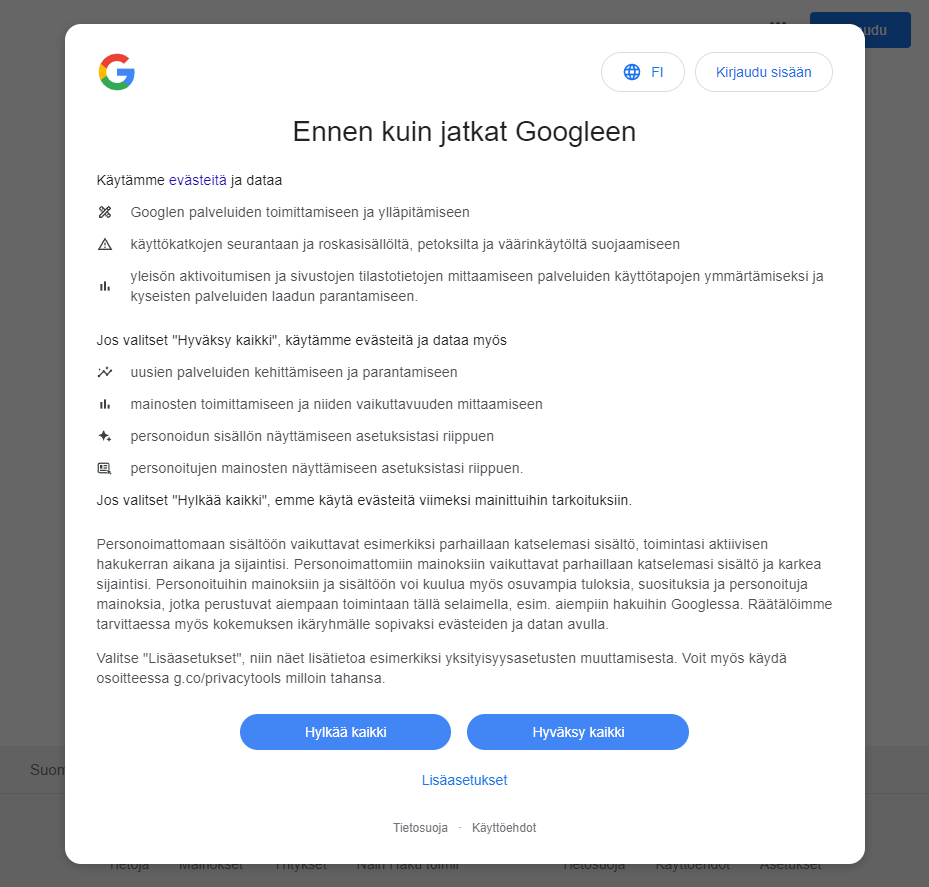 FI
Kirjaudu sisään
Ennen kuin jatkat Googleen
Käytämme evästeitä ja dataa
Googlen palveluiden toimittamiseen ja ylläpitämiseen
käyttökatkojen seurantaan ja roskasisällöltä, petoksilta ja väärinkäytöltä suojaamiseen
yleisön aktivoitumisen ja sivustojen tilastotietojen mittaamiseen palveluiden käyttötapojen ymmärtämiseksi ja
kyseisten palveluiden laadun parantamiseen.
Jos valitset "Hyväksy kaikki", käytämme evästeitä ja dataa myös
uusien palveluiden kehittämiseen ja parantamiseen
mainosten toimittamiseen ja niiden vaikuttavuuden mittaamiseen
personoidun sisällön näyttämiseen asetuksistasi riippuen
personoitujen mainosten näyttämiseen asetuksistasi riippuen.
Jos valitset "Hylkää kaikki", emme käytä evästeitä viimeksi mainittuihin tarkoituksiin.
Personoimattomaan sisältöön vaikuttavat esimerkiksi parhaillaan katselemasi sisältö, toimintasi aktiivisen
hakukerran aikana ja sijaintisi. Personoimattomiin mainoksiin vaikuttavat parhaillaan katselemasi sisältö ja karkea
sijaintisi. Personoituihin mainoksiin ja sisältöön voi kuulua myös osuvampia tuloksia, suosituksia ja personoituja
mainoksia, jotka perustuvat aiempaan toimintaan tällä selaimella, esim. aiempiin hakuihin Googlessa. Räätälöimme
tarvittaessa myös kokemuksen ikäryhmälle sopivaksi evästeiden ja datan avulla.
Valitse "Lisäasetukset", niin näet lisätietoa esimerkiksi yksityisyysasetusten muuttamisesta. Voit myös käydä
osoitteessa g.co/privacytools milloin tahansa.
Hylkää kaikki
Hyväksy kaikki
Lisäasetukset
Tietosuoja · Käyttöehdot